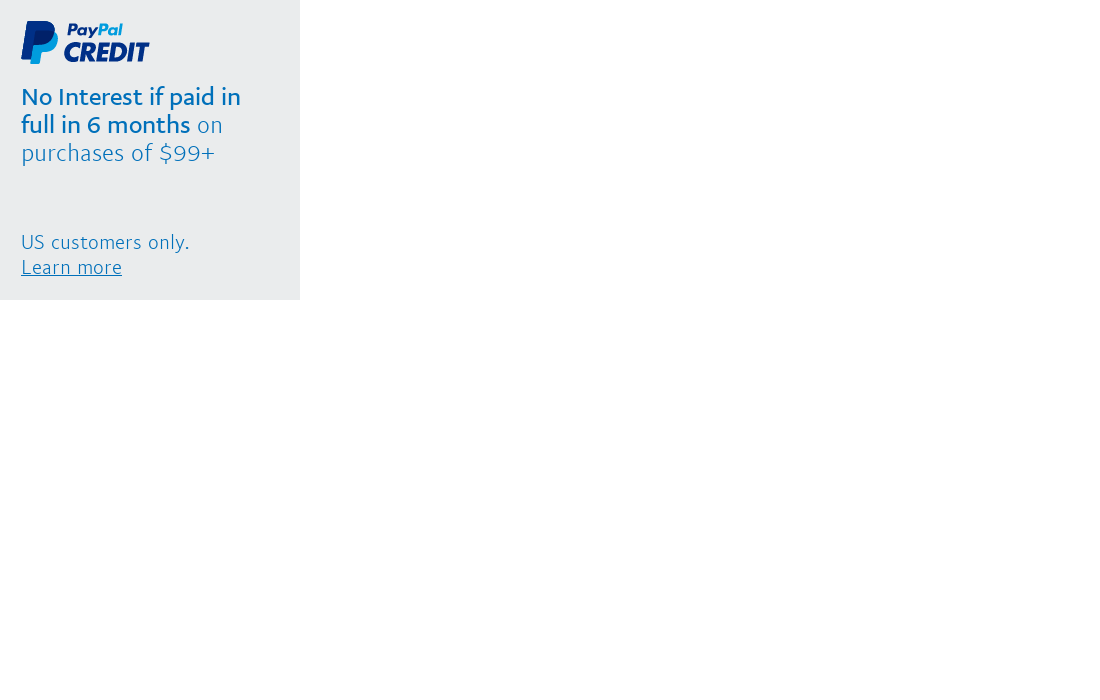 PayPal
CREDIT
No Interest if paid in
full in 6 months on
purchases of $99+
US customers only.
Learn more